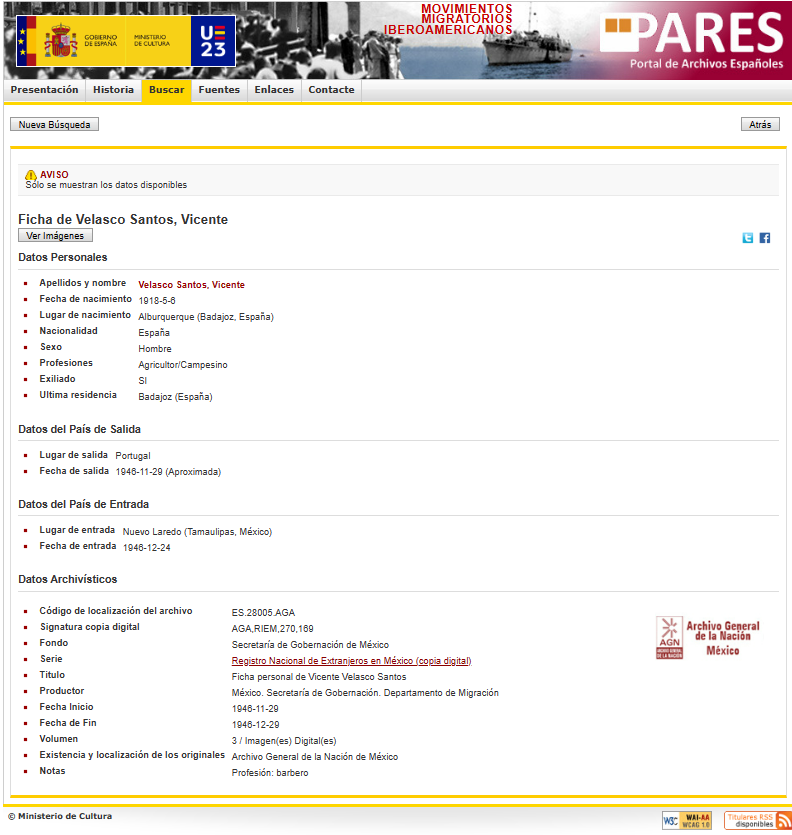 MOVIMIENTOS
MIGRATORIOS
IBEROAMERICANOS
GOBIERNO
DE ESPAÑA
MINISTERIO
DE CULTURA
UE
23
PARES
Portal de Archivos Españoles
Presentación Historia Buscar Fuentes Enlaces Contacte
Nueva Búsqueda Atrás
AVISO
Sólo se muestran los datos disponibles
Ficha de Velasco Santos, Vicente
Ver Imágenes
Datos Personales
Apellidos y nombre Velasco Santos, Vicente
Fecha de nacimiento 1918-5-6
Lugar de nacimiento Alburquerque (Badajoz, España)
Nacionalidad España
Sexo Hombre
Profesiones Agricultor/Campesino
Exiliado SI
Ultima residencia Badajoz (España)
Datos del País de Salida
Lugar de salida Portugal
Fecha de salida 1946-11-29 (Aproximada)
Datos del País de Entrada
Lugar de entrada Nuevo Laredo (Tamaulipas, México)
Fecha de entrada 1946-12-24
Datos Archivísticos
Código de localización del archivo ES.28005.AGA
Signatura copia digital AGA,RIEM,270,169
Fondo Secretaría de Gobernación de México
Serie Registro Nacional de Extranjeros en México (copia digital)
Titulo Ficha personal de Vicente Velasco Santos
Productor México. Secretaría de Gobernación. Departamento de Migración
Fecha Inicio 1946-11-29
Fecha de Fin 1946-12-29
Volumen 3 / Imagen(es) Digital(es)
Existencia y localización de los originales Archivo General de la Nación de México
Notas Profesión: barbero
AGN
Archivo General
de la Nación
México
© Ministerio de Cultura
W3C WAI-AA
WCAG 1.0
Titulares RSS
disponibles